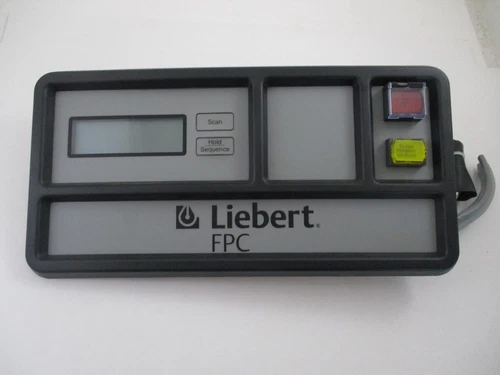 Scan
Hold
Sequence
Liebert®
FPC